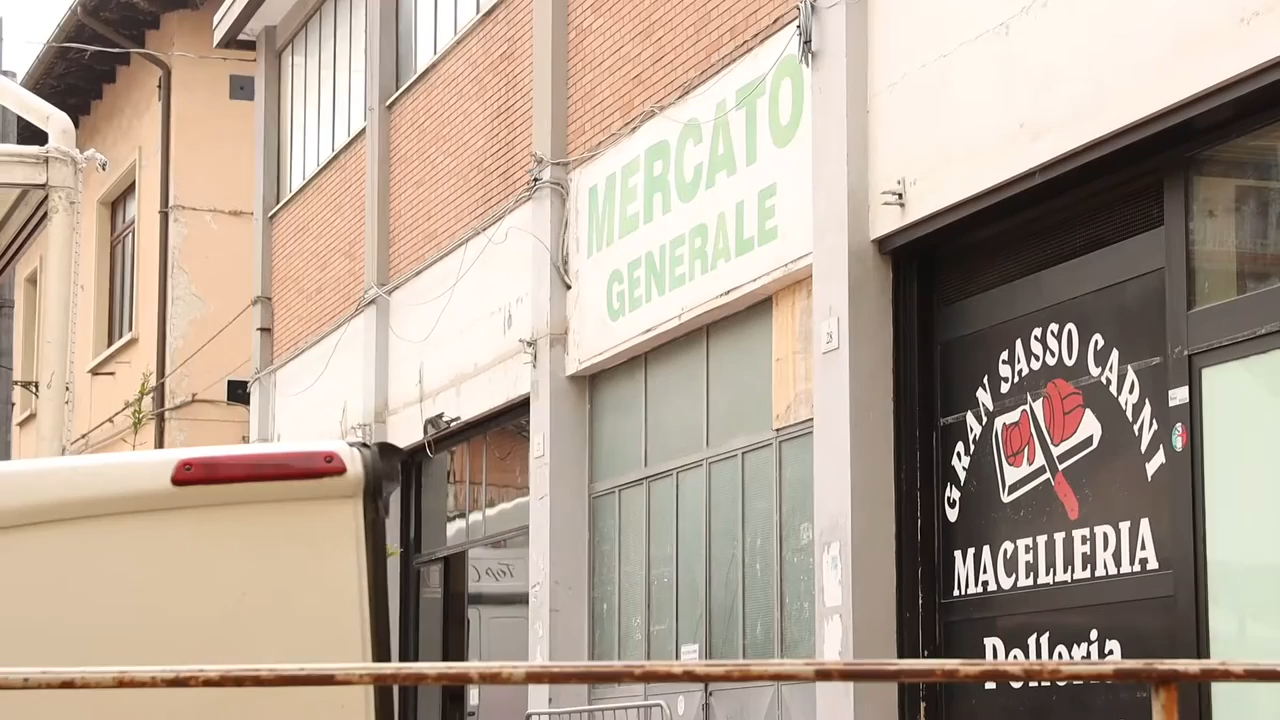 MERCATO
GENERALE
28
GRAN SASSO CARNI
MACELLERIA
Polleria